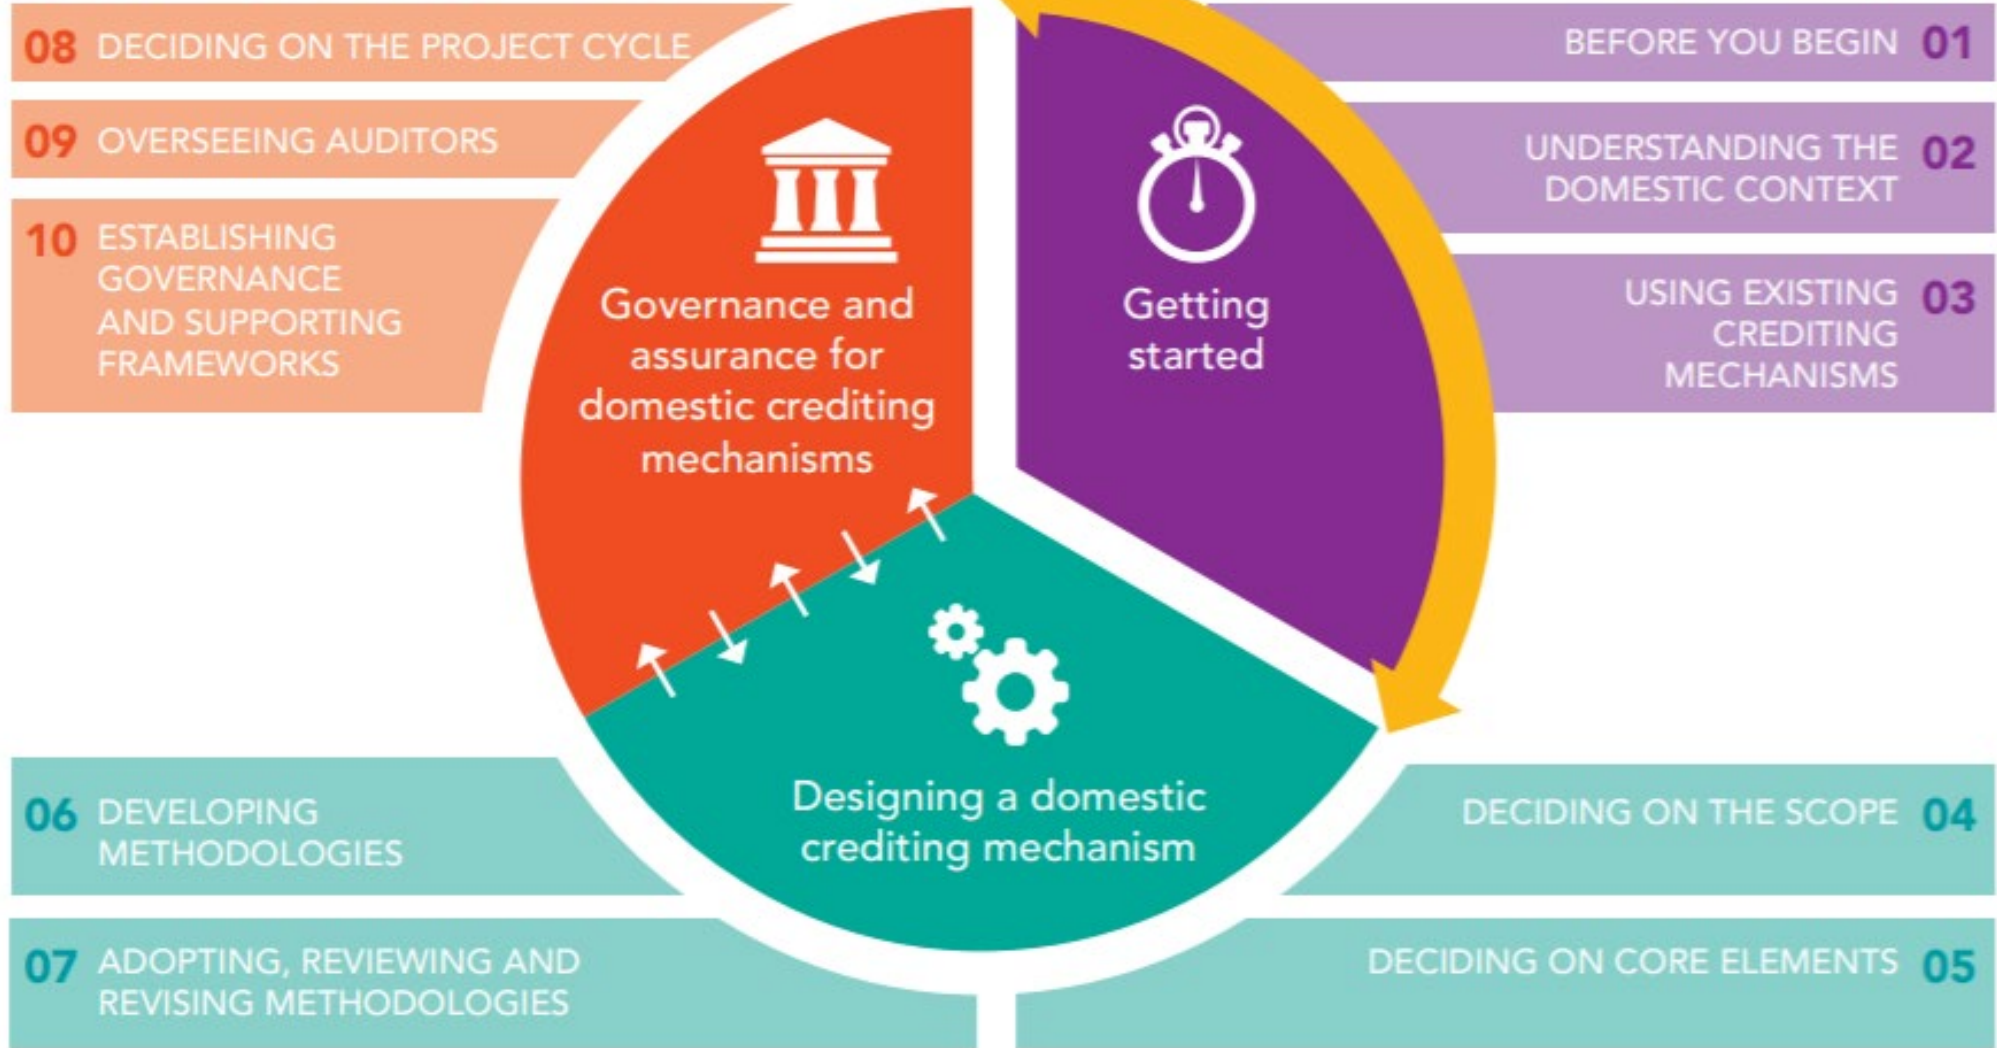 08 DECIDING ON THE PROJECT CYCLE
09 OVERSEEING AUDITORS
10 ESTABLISHING
GOVERNANCE
AND SUPPORTING
FRAMEWORKS
Governance and
assurance for
domestic crediting
mechanisms
Getting
started
BEFORE YOU BEGIN 01
UNDERSTANDING THE 02
DOMESTIC CONTEXT
USING EXISTING 03
CREDITING
MECHANISMS
Designing a domestic
crediting mechanism
06 DEVELOPING
METHODOLOGIES
07 ADOPTING, REVIEWING AND
REVISING METHODOLOGIES
DECIDING ON THE SCOPE 04
DECIDING ON CORE ELEMENTS 05